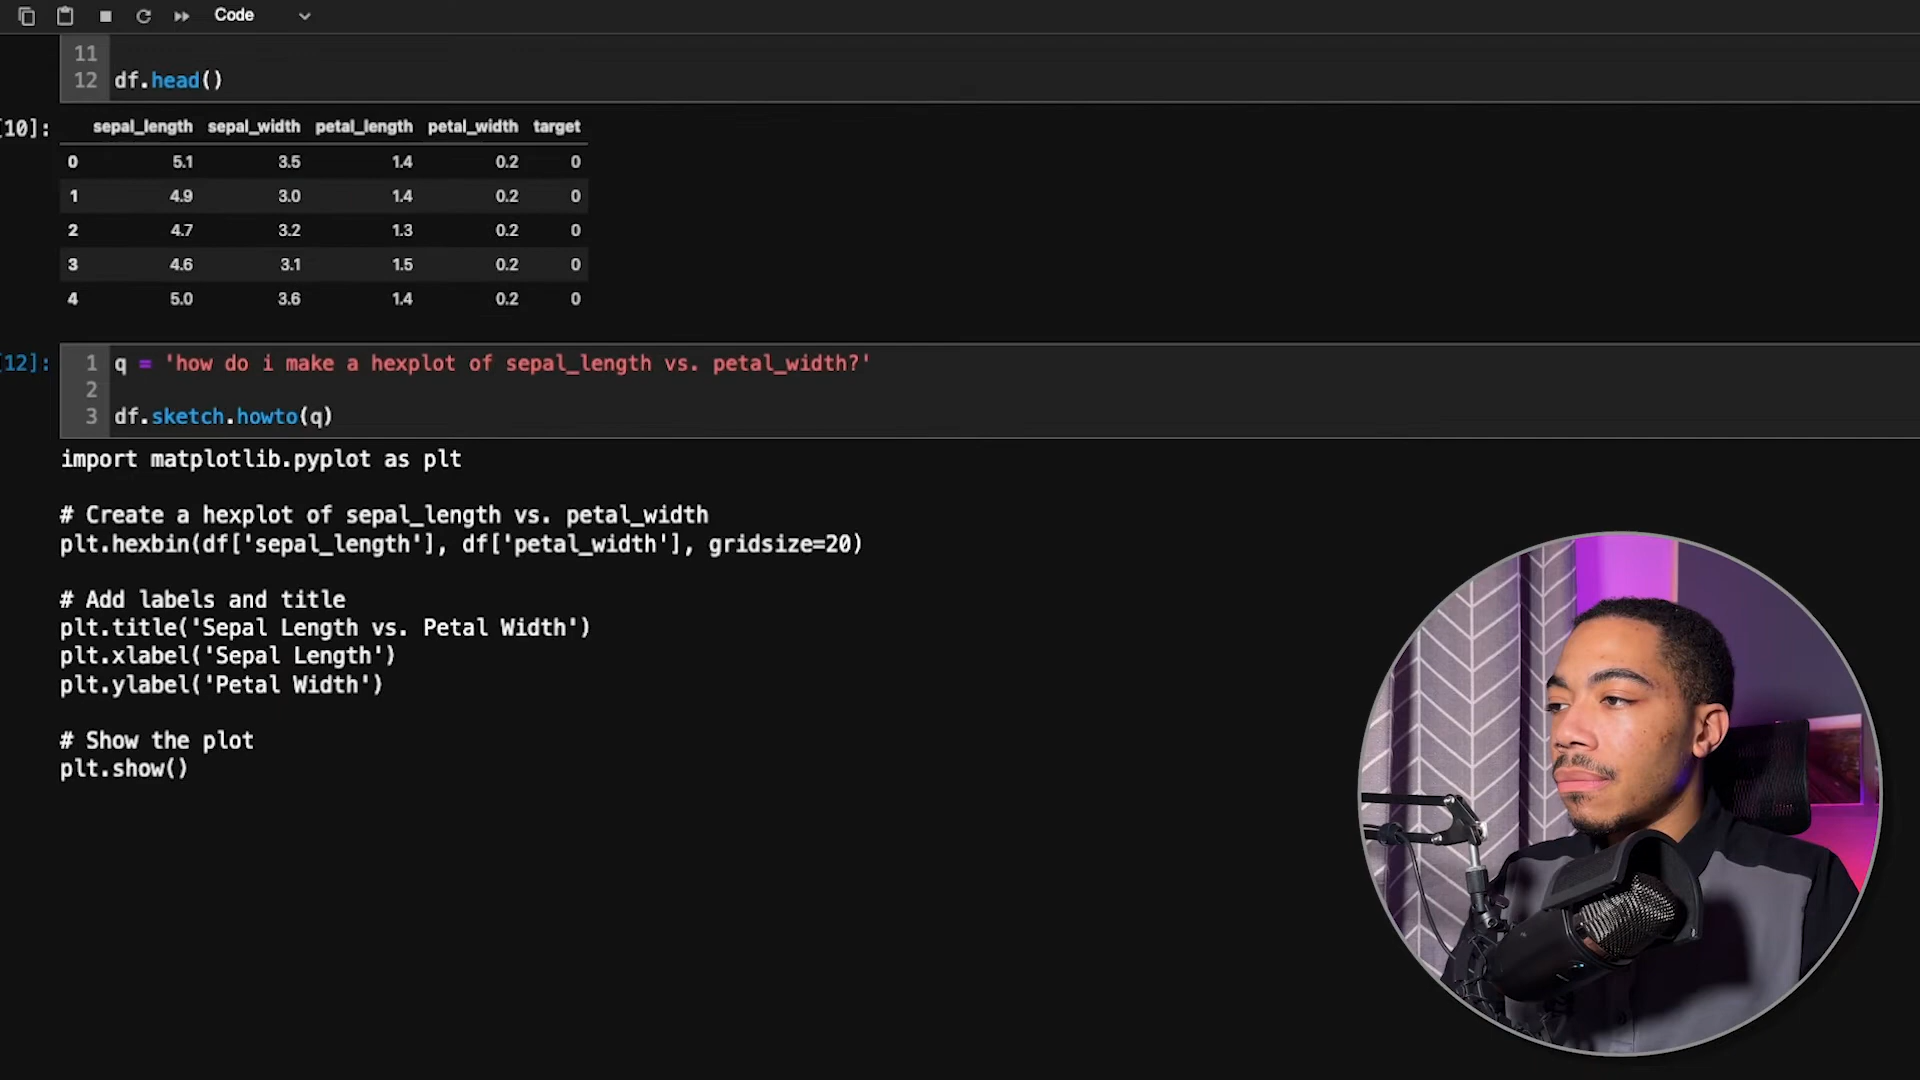 Code
11
12 df.head()
[10]:
sepal_length sepal_width petal_length petal_width target
0 5.1 3.5 1.4 0.2 0
1 4.9 3.0 1.4 0.2 0
2 4.7 3.2 1.3 0.2 0
3 4.6 3.1 1.5 0.2 0
4 5.0 3.6 1.4 0.2 0
[12]:
1 q = 'how do i make a hexplot of sepal_length vs. petal_width?'
2
3 df.sketch.howto(q)
import matplotlib.pyplot as plt
# Create a hexplot of sepal_length vs. petal_width
plt.hexbin(df['sepal_length'], df['petal_width'], gridsize=20)
# Add labels and title
plt.title('Sepal Length vs. Petal Width')
plt.xlabel('Sepal Length')
plt.ylabel('Petal Width')
# Show the plot
plt.show()